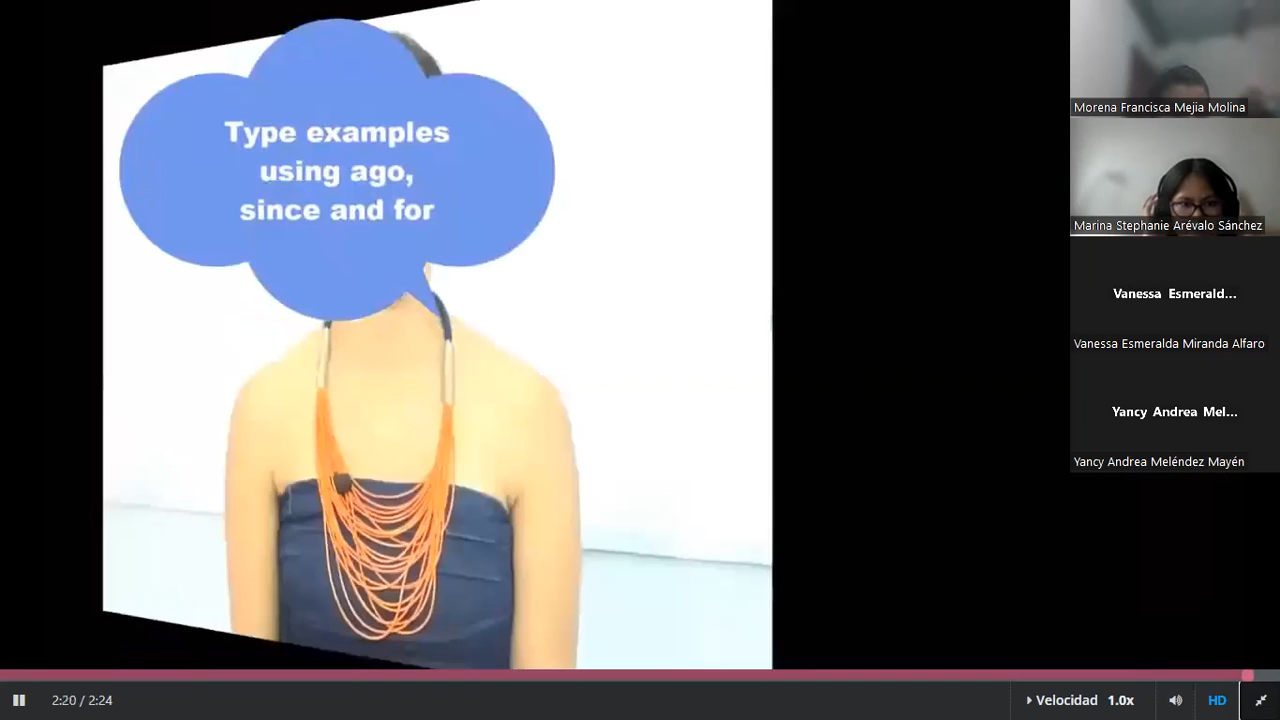 Type examples
using ago,
since and for
Morena Francisca Mejia Molina
Marina Stephanie Arévalo Sánchez
Vanessa Esmerald...
Vanessa Esmeralda Miranda Alfaro
Yancy Andrea Mel...
Yancy Andrea Meléndez Mayén
2:20 / 2:24
Velocidad 1.0x
HD